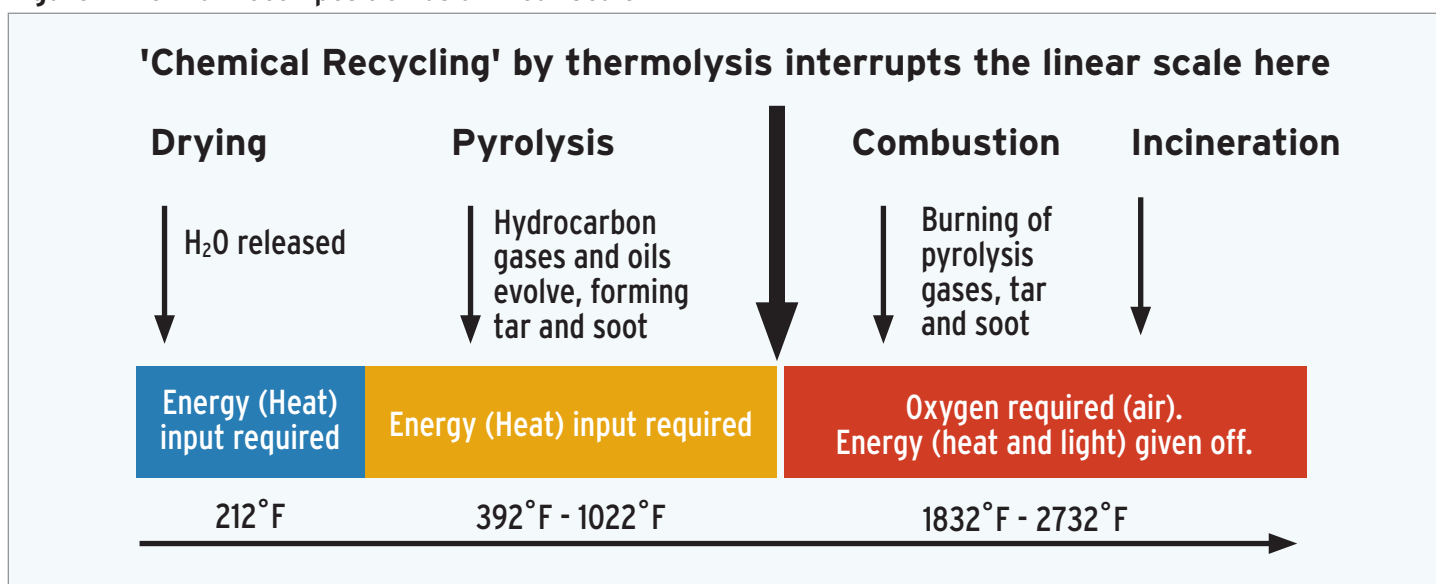 'Chemical Recycling' by thermolysis interrupts the linear scale here
Drying
Pyrolysis
Combustion
Incineration
H₂O released
Hydrocarbon
gases and oils
evolve, forming
tar and soot
Burning of
pyrolysis
gases, tar
and soot
Energy (Heat)
input required
Energy (Heat) input required
Oxygen required (air).
Energy (heat and light) given off.
212°F
392°F - 1022°F
1832°F - 2732°F